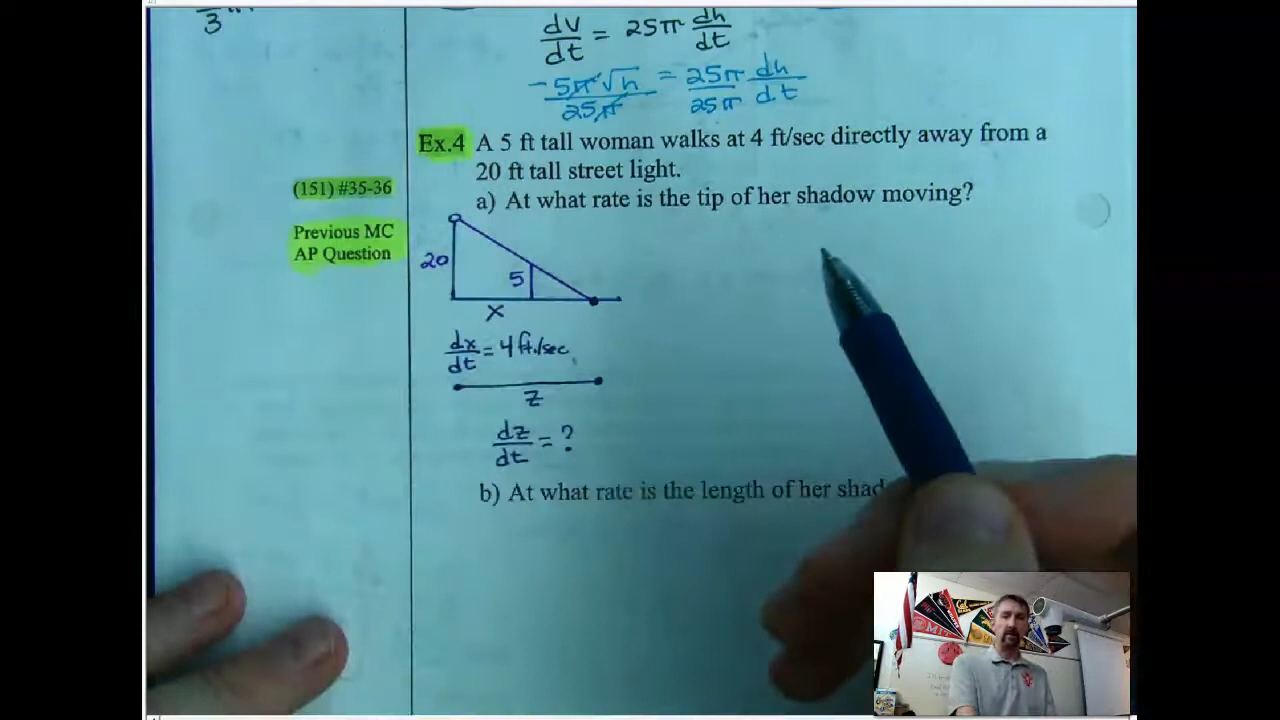 3
dv/dt = 25π dh/dt
-5π√h/25π = 25π/25π dh/dt
Ex.4 A 5 ft tall woman walks at 4 ft/sec directly away from a
20 ft tall street light.
(151) #35-36
a) At what rate is the tip of her shadow moving?
Previous MC
AP Question
20
5
x
dx/dt = 4 ft./sec
z
dz/dt = ?
b) At what rate is the length of her shad